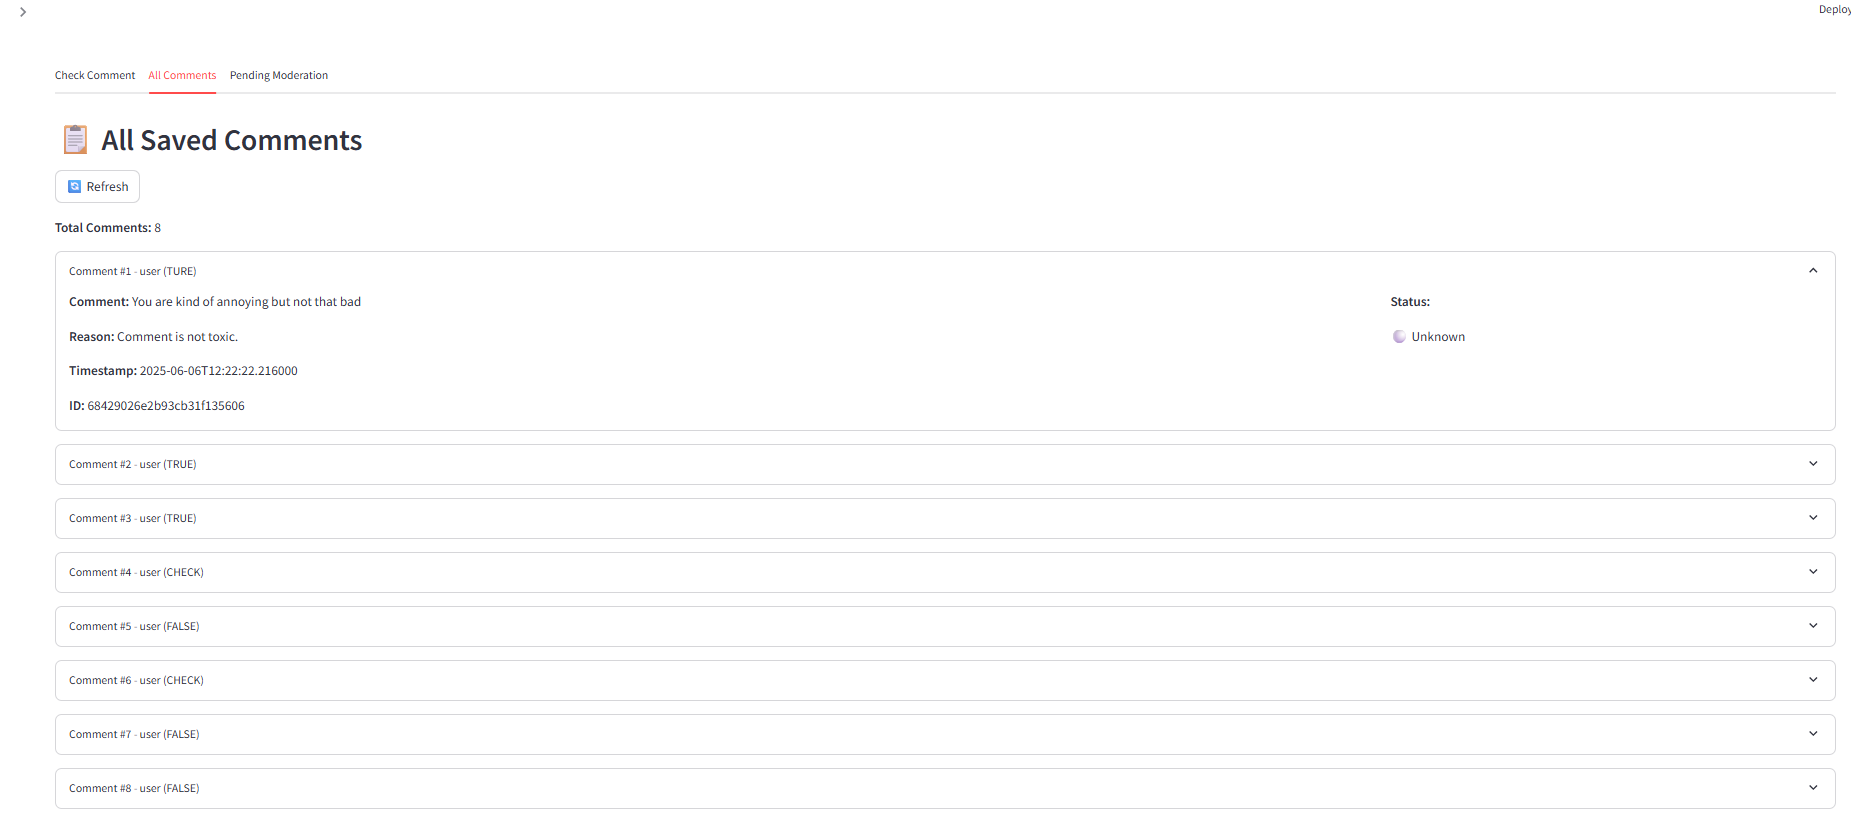 Deploy
Check Comment All Comments Pending Moderation
All Saved Comments
Refresh
Total Comments: 8
Comment #1 - user (TURE)
Comment: You are kind of annoying but not that bad
Reason: Comment is not toxic.
Timestamp: 2025-06-06T12:22:22.216000
ID: 68429026e2b93cb31f135606
Status:
Unknown
Comment #2 - user (TRUE)
Comment #3 - user (TRUE)
Comment #4 - user (CHECK)
Comment #5 - user (FALSE)
Comment #6 - user (CHECK)
Comment #7 - user (FALSE)
Comment #8 - user (FALSE)